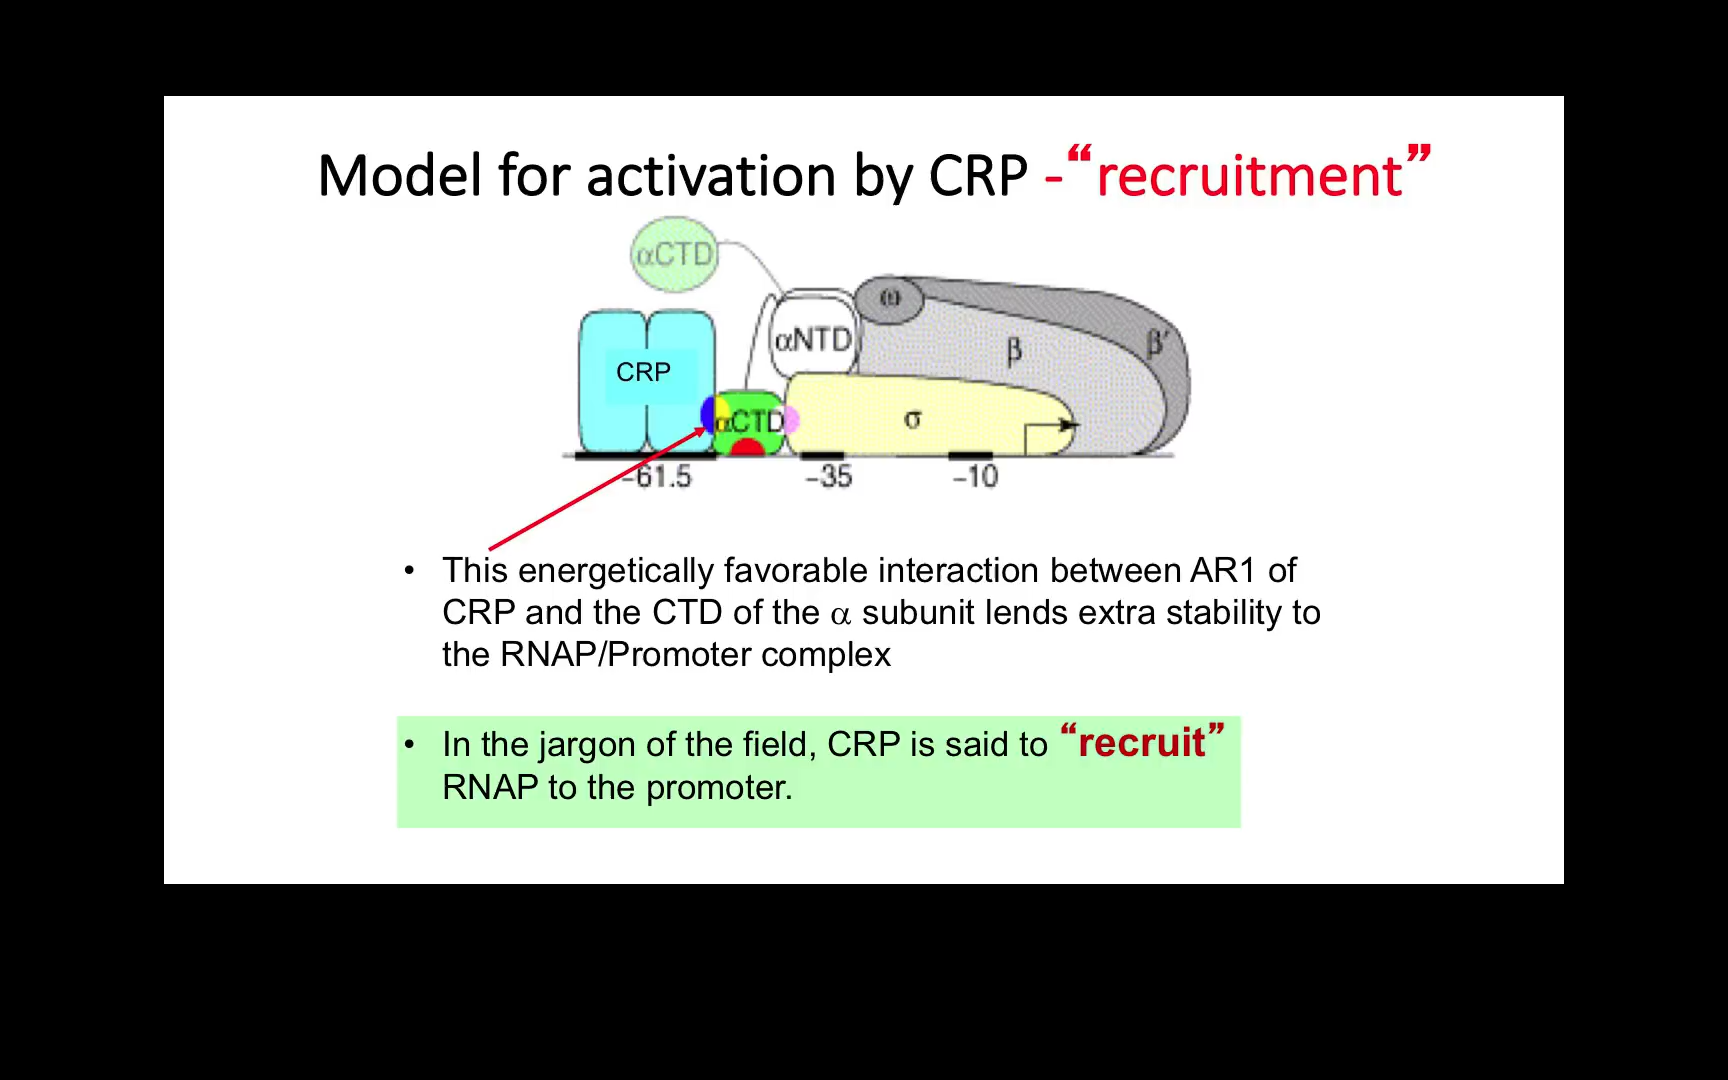 Model for activation by CRP -“recruitment”
αCTD
ω
αNTD
β
β′
CRP
αCTD
σ
−61.5
−35
−10
• This energetically favorable interaction between AR1 of
CRP and the CTD of the α subunit lends extra stability to
the RNAP/Promoter complex
• In the jargon of the field, CRP is said to “recruit”
RNAP to the promoter.